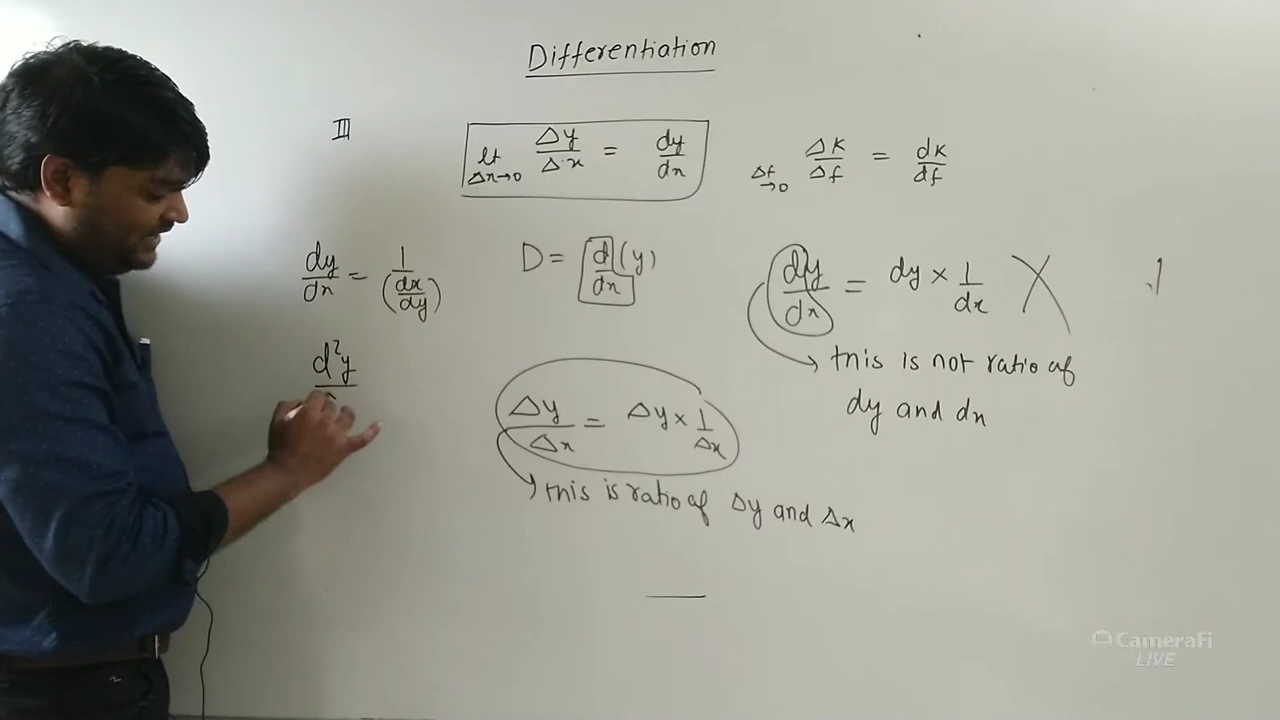 Differentiation
III
lt Δx→0 Δy/Δx = dy/dx
Δf→0 Δk/Δf = dk/df
dy/dx = 1/(dx/dy)
D = d/dx (y)
dy/dx = dy × 1/dx X
this is not ratio of
dy and dx
d²y
Δy/Δx = Δy × 1/Δx
this is ratio of Δy and Δx
CameraFi
LIVE